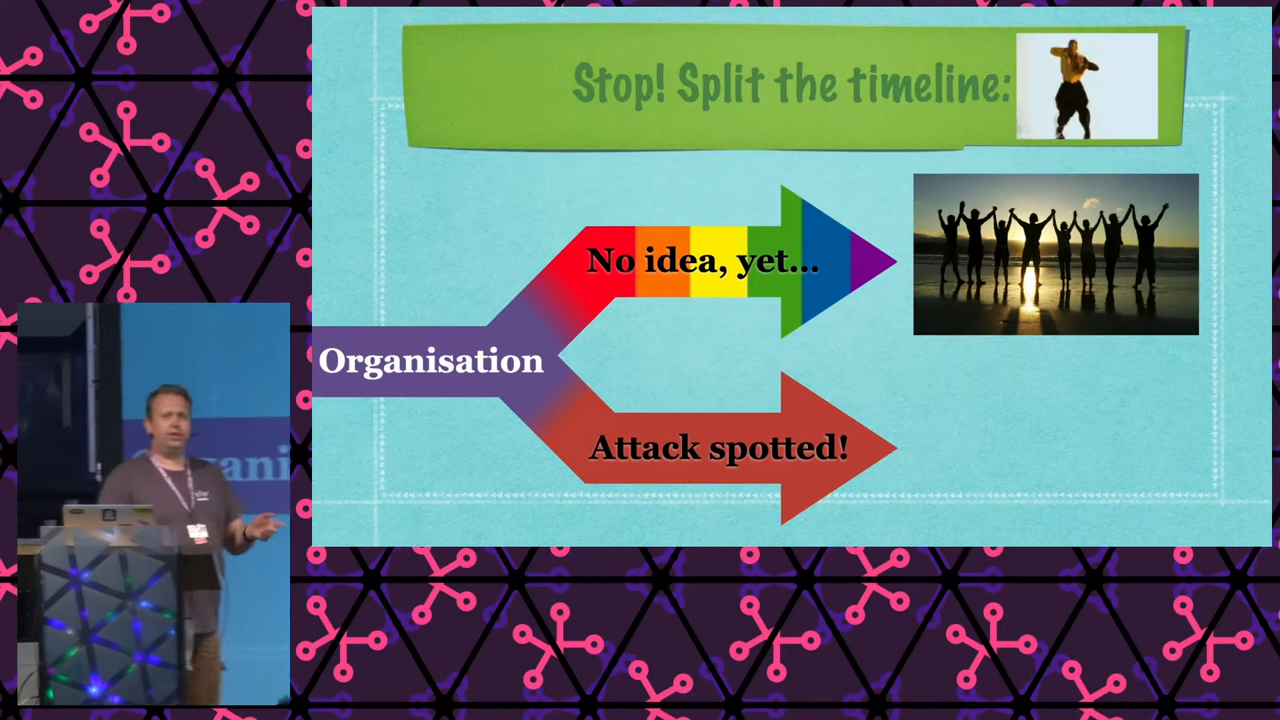 Stop! Split the timeline:
No idea, yet...
Organisation
Attack spotted!